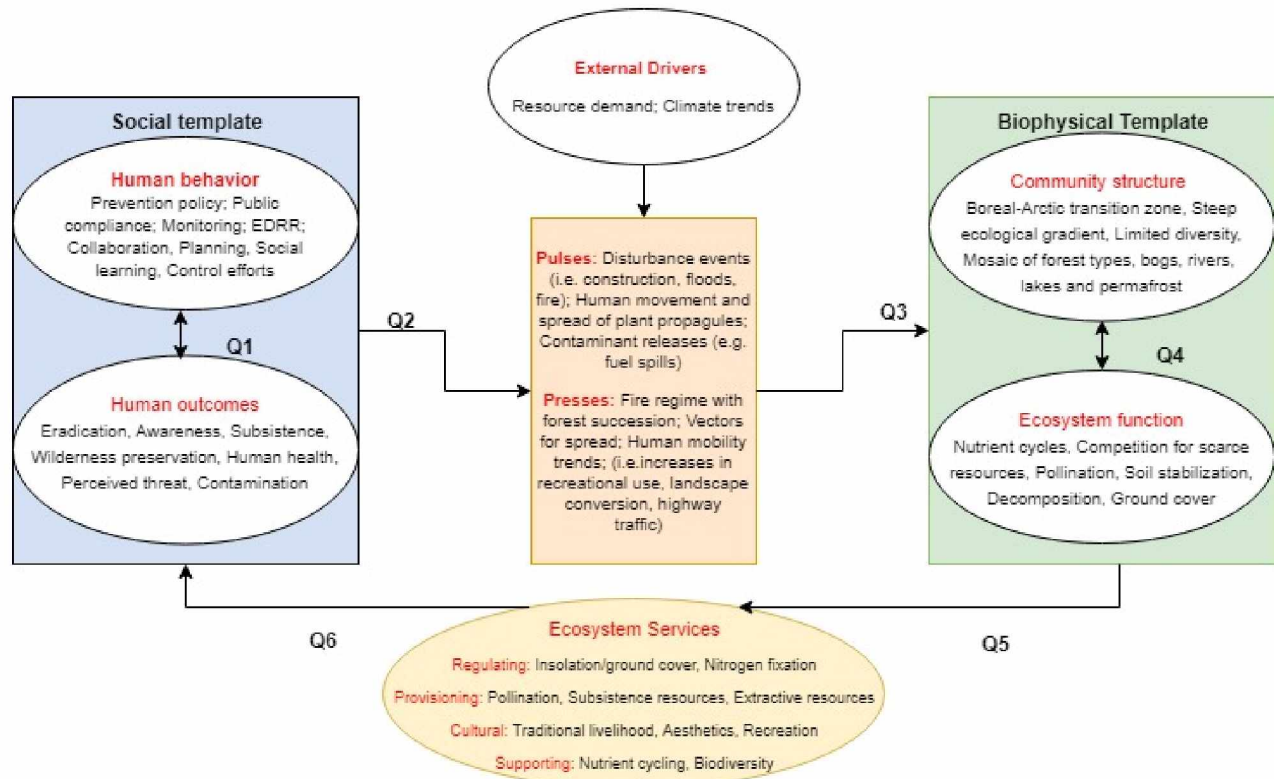 External Drivers
Resource demand; Climate trends
Social template
Human behavior
Prevention policy; Public
compliance; Monitoring; EDRR;
Collaboration, Planning, Social
learning, Control efforts
Q1
Human outcomes
Eradication, Awareness, Subsistence,
Wilderness preservation, Human health,
Perceived threat, Contamination
Q2
Pulses: Disturbance events
(i.e. construction, floods,
fire); Human movement and
spread of plant propagules;
Contaminant releases (e.g.
fuel spills)
Presses: Fire regime with
forest succession; Vectors
for spread; Human mobility
trends; (i.e.increases in
recreational use, landscape
conversion, highway
traffic)
Q3
Biophysical Template
Community structure
Boreal-Arctic transition zone, Steep
ecological gradient, Limited diversity,
Mosaic of forest types, bogs, rivers,
lakes and permafrost
Q4
Ecosystem function
Nutrient cycles, Competition for scarce
resources, Pollination, Soil stabilization,
Decomposition, Ground cover
Q5
Q6
Ecosystem Services
Regulating: Insolation/ground cover, Nitrogen fixation
Provisioning: Pollination, Subsistence resources, Extractive resources
Cultural: Traditional livelihood, Aesthetics, Recreation
Supporting: Nutrient cycling, Biodiversity